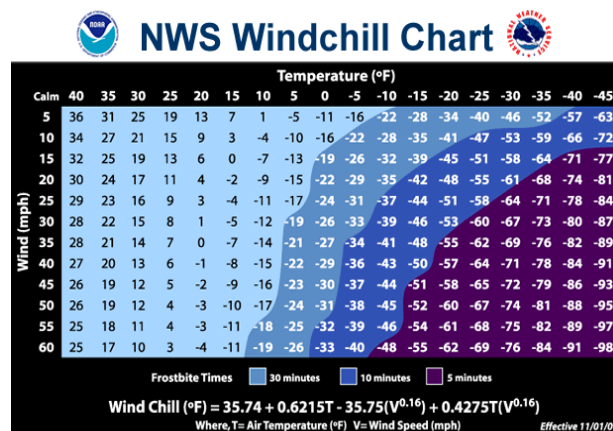 NOAA
NWS Windchill Chart
NATIONAL WEATHER SERVICE
Temperature (ºF)
Calm 40 35 30 25 20 15 10 5 0 -5 -10 -15 -20 -25 -30 -35 -40 -45
5 36 31 25 19 13 7 1 -5 -11 -16 -22 -28 -34 -40 -46 -52 -57 -63
10 34 27 21 15 9 3 -4 -10 -16 -22 -28 -35 -41 -47 -53 -59 -66 -72
15 32 25 19 13 6 0 -7 -13 -19 -26 -32 -39 -45 -51 -58 -64 -71 -77
20 30 24 17 11 4 -2 -9 -15 -22 -29 -35 -42 -48 -55 -61 -68 -74 -81
25 29 23 16 9 3 -4 -11 -17 -24 -31 -37 -44 -51 -58 -64 -71 -78 -84
30 28 22 15 8 1 -5 -12 -19 -26 -33 -39 -46 -53 -60 -67 -73 -80 -87
35 28 21 14 7 0 -7 -14 -21 -27 -34 -41 -48 -55 -62 -69 -76 -82 -89
40 27 20 13 6 -1 -8 -15 -22 -29 -36 -43 -50 -57 -64 -71 -78 -84 -91
45 26 19 12 5 -2 -9 -16 -23 -30 -37 -44 -51 -58 -65 -72 -79 -86 -93
50 26 19 12 4 -3 -10 -17 -24 -31 -38 -45 -52 -60 -67 -74 -81 -88 -95
55 25 18 11 4 -3 -11 -18 -25 -32 -39 -46 -54 -61 -68 -75 -82 -89 -97
60 25 17 10 3 -4 -11 -19 -26 -33 -40 -48 -55 -62 -69 -76 -84 -91 -98
Wind (mph)
Frostbite Times 30 minutes 10 minutes 5 minutes
Wind Chill (ºF) = 35.74 + 0.6215T - 35.75(V^0.16) + 0.4275T(V^0.16)
Where, T= Air Temperature (ºF) V= Wind Speed (mph)
Effective 11/01/0